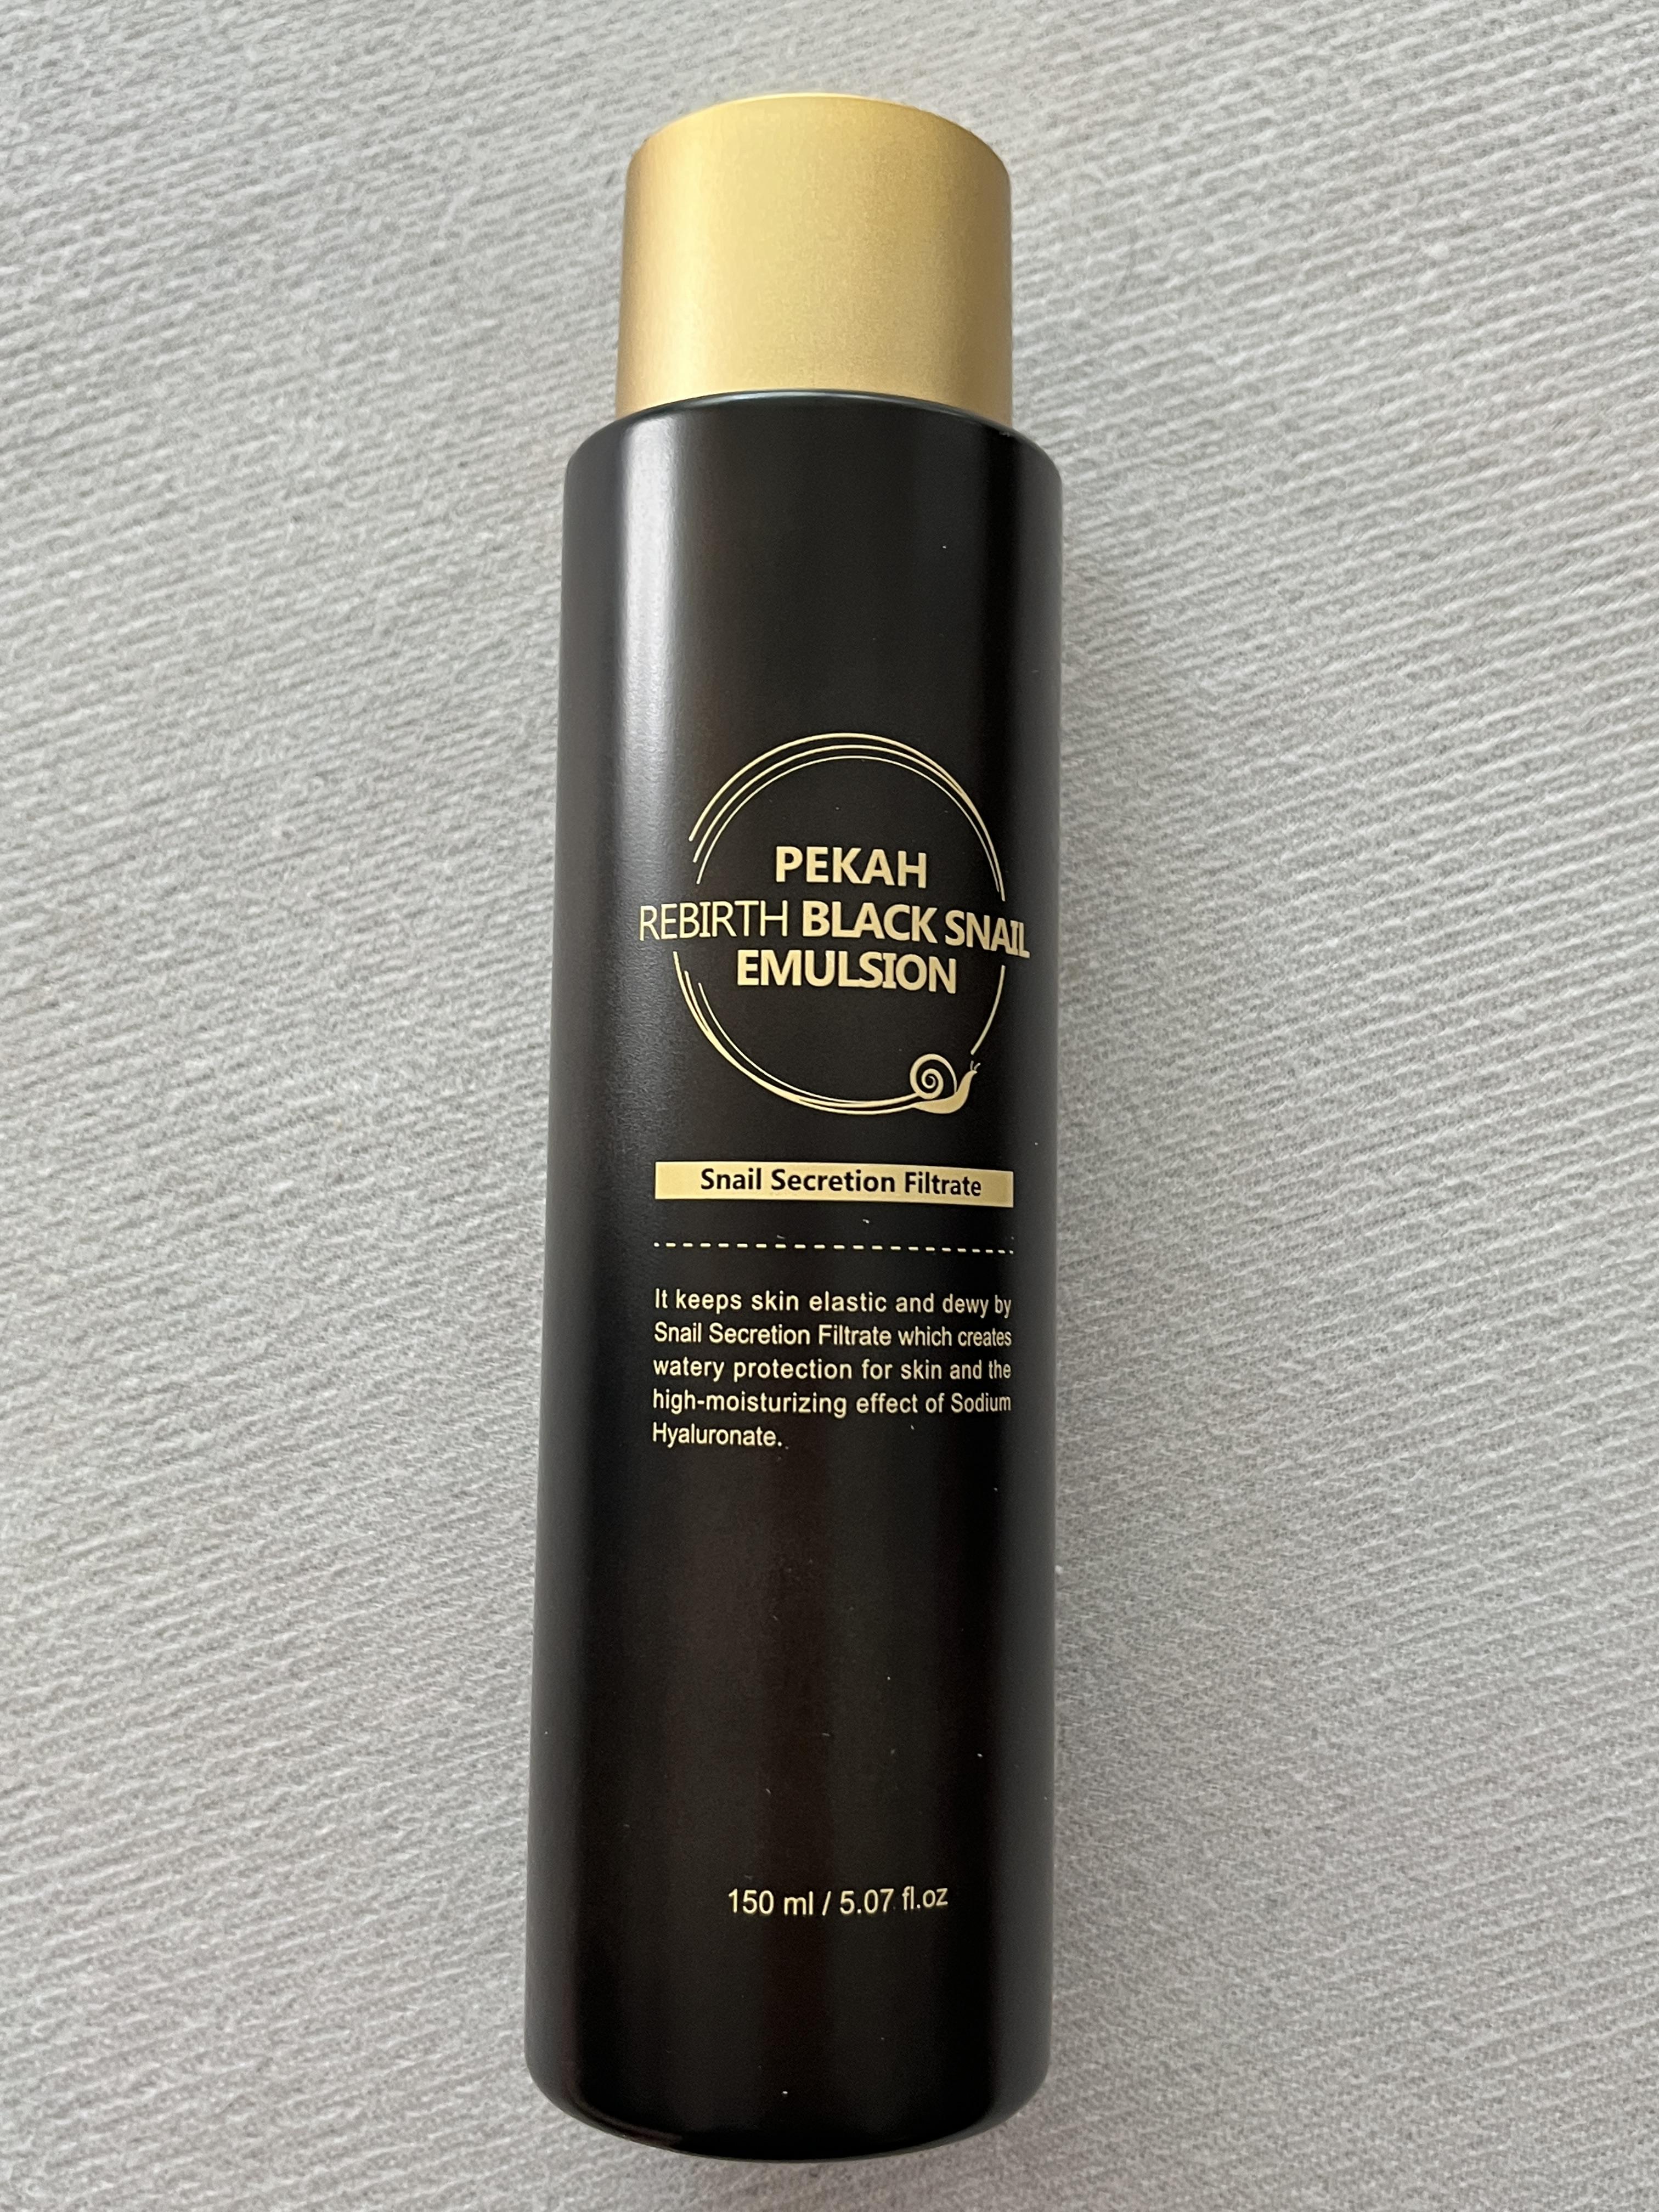 PEKAH
REBIRTH BLACK SNAIL
EMULSION
Snail Secretion Filtrate
It keeps skin elastic and dewy by
Snail Secretion Filtrate which creates
watery protection for skin and the
high-moisturizing effect of Sodium
Hyaluronate.
150 ml / 5.07 fl.oz